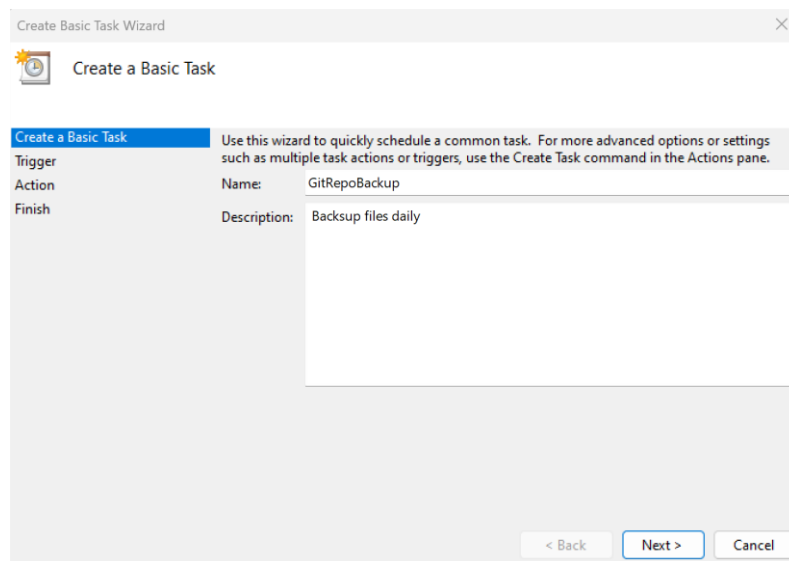 Create Basic Task Wizard
Create a Basic Task
Create a Basic Task
Trigger
Action
Finish
Use this wizard to quickly schedule a common task.  For more advanced options or settings
such as multiple task actions or triggers, use the Create Task command in the Actions pane.
Name: GitRepoBackup
Description: Backsup files daily
< Back Next > Cancel